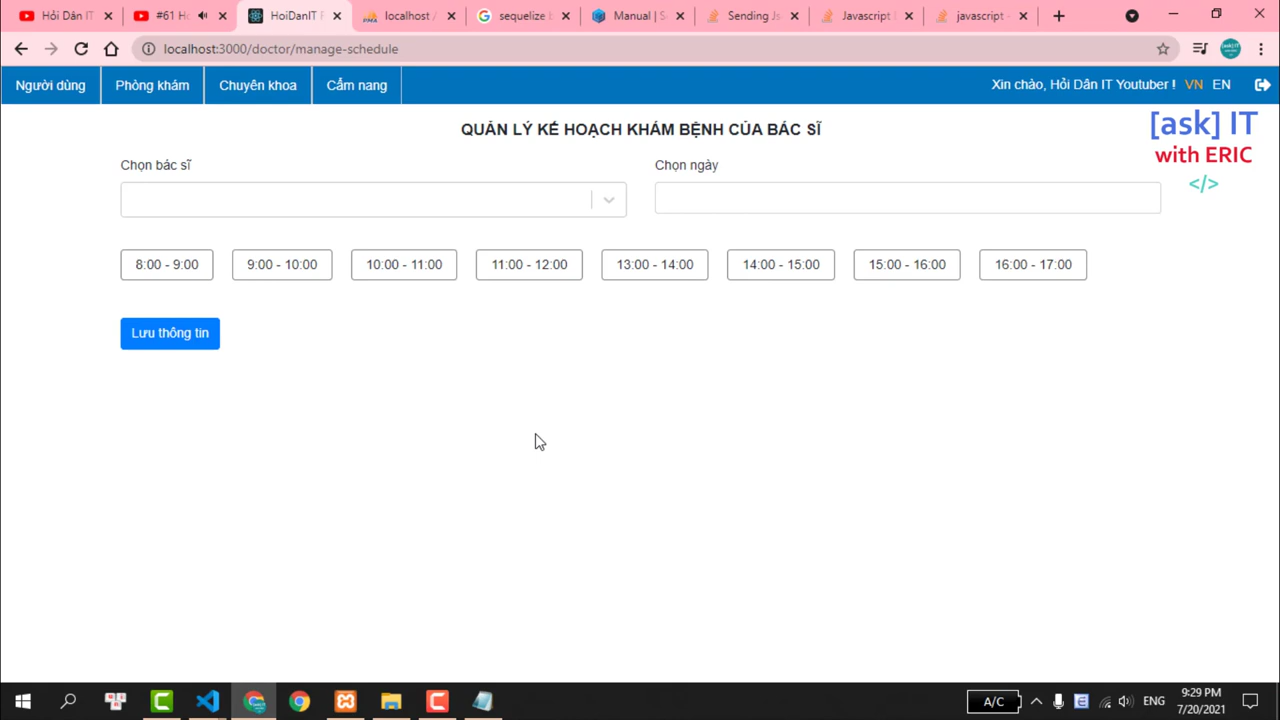 Hỏi Dân IT
#61 Ho
HoiDanIT
localhost /
sequelize
Manual | S
Sending Js
Javascript
javascript
localhost:3000/doctor/manage-schedule
Người dùng
Phòng khám
Chuyên khoa
Cẩm nang
Xin chào, Hỏi Dân IT Youtuber !
VN
EN
[ask] IT
with ERIC
</>
QUẢN LÝ KẾ HOẠCH KHÁM BỆNH CỦA BÁC SĨ
Chọn bác sĩ
Chọn ngày
8:00 - 9:00
9:00 - 10:00
10:00 - 11:00
11:00 - 12:00
13:00 - 14:00
14:00 - 15:00
15:00 - 16:00
16:00 - 17:00
Lưu thông tin
A/C
ENG
9:29 PM
7/20/2021